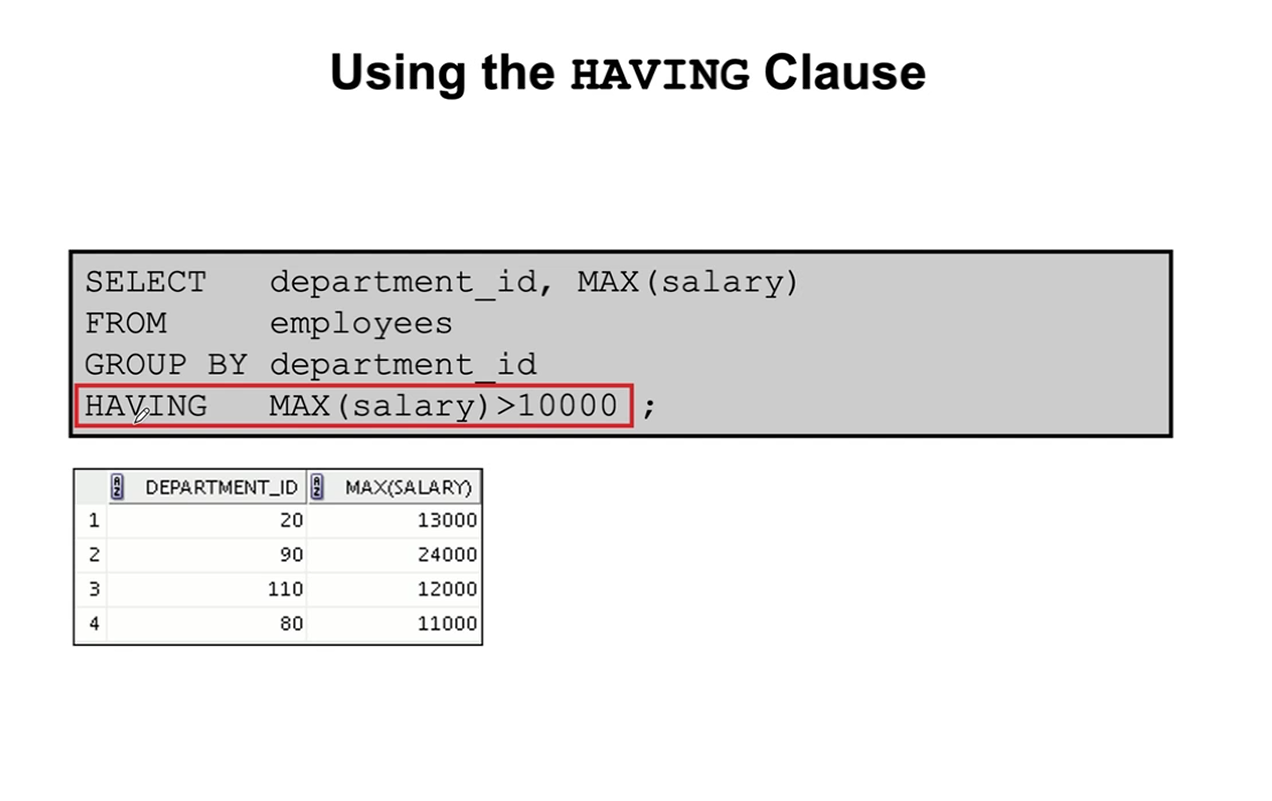 Using the HAVING Clause
SELECT department_id, MAX(salary)
FROM employees
GROUP BY department_id
HAVING MAX(salary)>10000 ;
DEPARTMENT_ID MAX(SALARY)
1 20 13000
2 90 24000
3 110 12000
4 80 11000